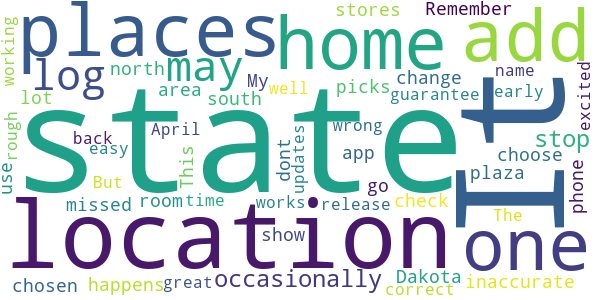 stores Remember
places home add
working log north may My picks change name early excited
lot area south well guarantee
state It
rough back April This updates dont wrong app stop
easy choose plaza
use But go phone
location one
missed room time works release check The
show
chosen happens great occasionally Dakota correct inaccurate